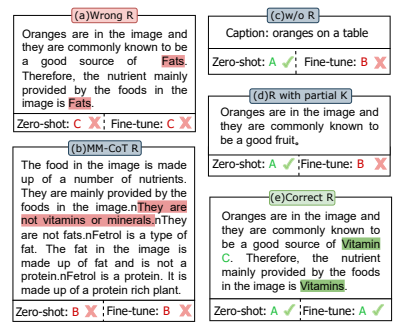 (a)Wrong R
Oranges are in the image and
they are commonly known to be
a good source of Fats.
Therefore, the nutrient mainly
provided by the foods in the
image is Fats.
Zero-shot: C ✗ Fine-tune: C ✗
(b)MM-CoT R
The food in the image is made
up of a number of nutrients.
They are mainly provided by the
foods in the image.nThey are
not vitamins or minerals.nThey
are not fats.nFetrol is a type of
fat. The fat in the image is
made up of fat and is not a
protein.nFetrol is a protein. It is
made up of a protein rich plant.
Zero-shot: B ✗ Fine-tune: B ✗
(c)w/o R
Caption: oranges on a table
Zero-shot: A ✓ Fine-tune: B ✗
(d)R with partial K
Oranges are in the image and
they are commonly known to
be a good fruit.
Zero-shot: A ✓ Fine-tune: B ✗
(e)Correct R
Oranges are in the image and
they are commonly known to
be a good source of Vitamin
C. Therefore, the nutrient
mainly provided by the foods
in the image is Vitamins.
Zero-shot: A ✓ Fine-tune: A ✓